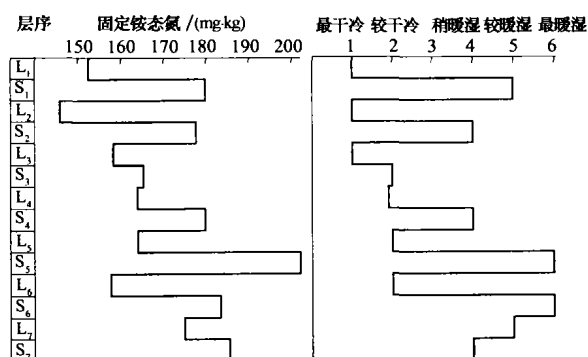 层序 固定铵态氮 /(mg·kg) 最干冷 较干冷 稍暖湿 较暖湿 最暖湿
150 160 170 180 190 202 1 2 3 4 5 6
L₁
S₁
L₂
S₂
L₃
S₃
L₄
S₄
L₅
S₅
L₆
S₆
L₇
S₇